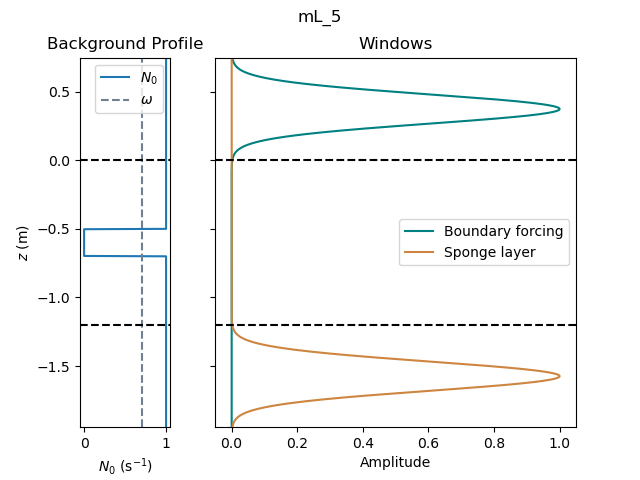 mL_5
Background Profile
Windows
N₀
ω
0.5
0.0
−0.5
−1.0
−1.5
z (m)
0
1
N₀ (s⁻¹)
Boundary forcing
Sponge layer
0.0
0.2
0.4
0.6
0.8
1.0
Amplitude